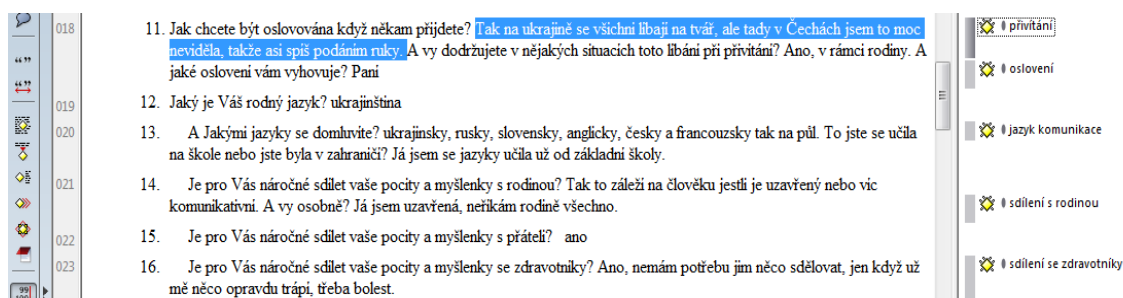 018 11. Jak chcete být oslovována když někam přijdete? Tak na ukrajině se všichni líbají na tvář, ale tady v Čechách jsem to moc přivítání
neviděla, takže asi spíš podáním ruky. A vy dodržujete v nějakých situacích toto líbání při přivítání? Ano, v rámci rodiny. A
jaké oslovení vám vyhovuje? Paní oslovení
019 12. Jaký je Váš rodný jazyk? ukrajinština
020 13. A Jakými jazyky se domluvíte? ukrajinsky, rusky, slovensky, anglicky, česky a francouzsky tak na půl. To jste se učila jazyk komunikace
na škole nebo jste byla v zahraničí? Já jsem se jazyky učila už od základní školy.
021 14. Je pro Vás náročné sdílet vaše pocity a myšlenky s rodinou? Tak to záleží na člověku jestli je uzavřený nebo víc
komunikativní. A vy osobně? Já jsem uzavřená, neříkám rodině všechno. sdílení s rodinou
022 15. Je pro Vás náročné sdílet vaše pocity a myšlenky s přáteli? ano
023 16. Je pro Vás náročné sdílet vaše pocity a myšlenky se zdravotníky? Ano, nemám potřebu jim něco sdělovat, jen když už sdílení se zdravotníky
mě něco opravdu trápí, třeba bolest.